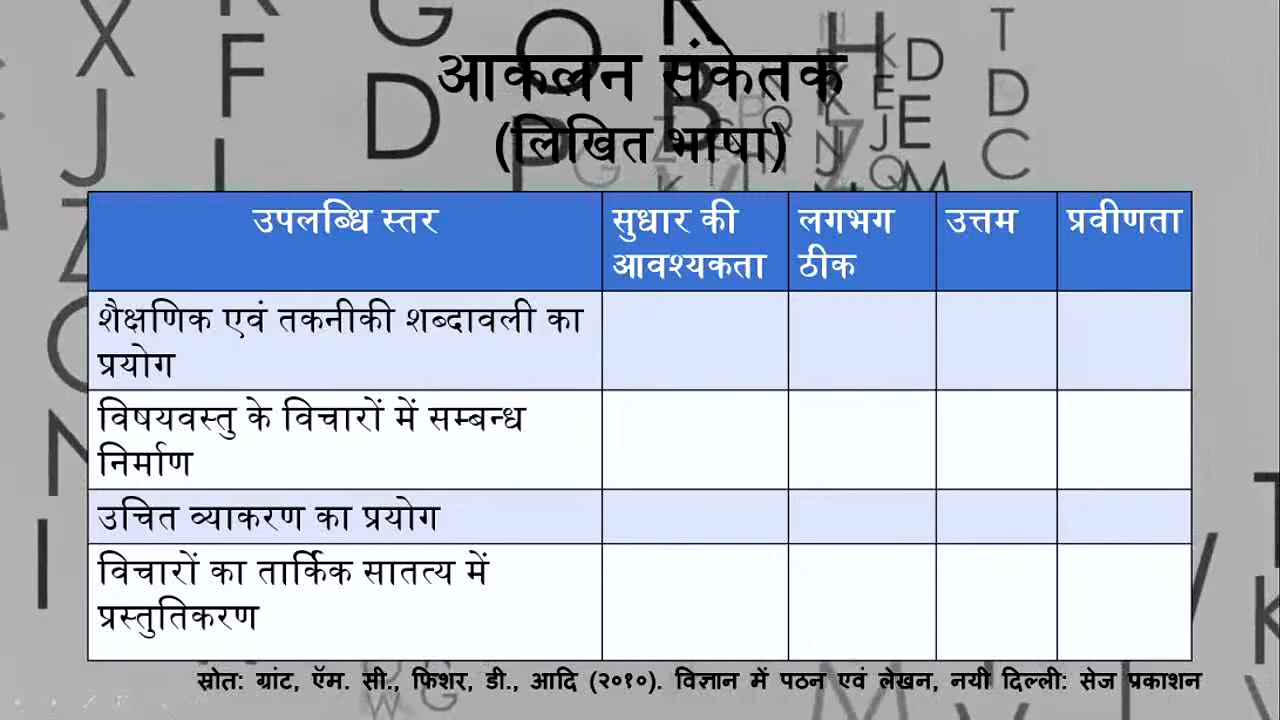 आकलन संकेतक
(लिखित भाषा)
उपलब्धि स्तर
सुधार की
आवश्यकता
लगभग
ठीक
उत्तम
प्रवीणता
शैक्षणिक एवं तकनीकी शब्दावली का
प्रयोग
विषयवस्तु के विचारों में सम्बन्ध
निर्माण
उचित व्याकरण का प्रयोग
विचारों का तार्किक सातत्य में
प्रस्तुतिकरण
स्रोत: ग्रांट, ऍम. सी., फिशर, डी., आदि (२०१०). विज्ञान में पठन एवं लेखन, नयी दिल्ली: सेज प्रकाशन